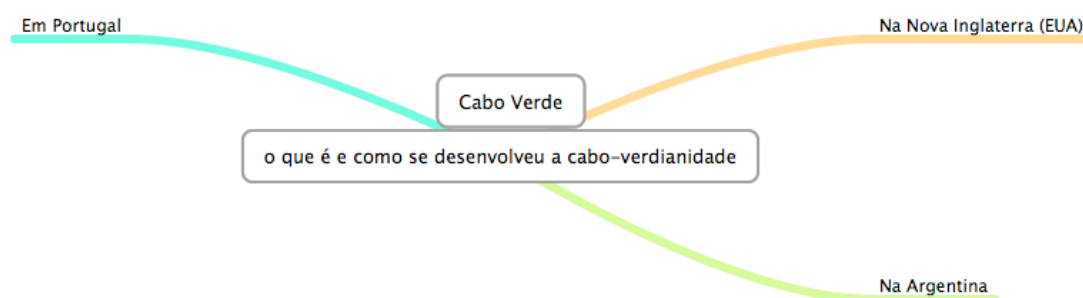 Em Portugal
Na Nova Inglaterra (EUA)
Cabo Verde
o que é e como se desenvolveu a cabo-verdianidade
Na Argentina